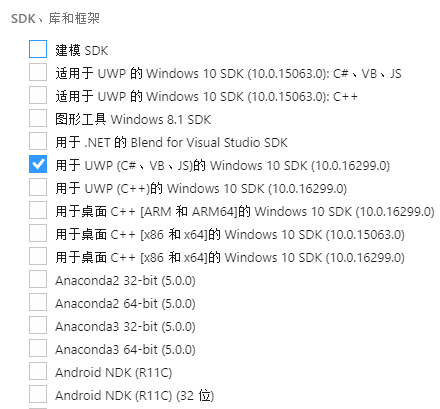 SDK、库和框架
建模 SDK
适用于 UWP 的 Windows 10 SDK (10.0.15063.0): C#、VB、JS
适用于 UWP 的 Windows 10 SDK (10.0.15063.0): C++
图形工具 Windows 8.1 SDK
用于 .NET 的 Blend for Visual Studio SDK
用于 UWP (C#、VB、JS)的 Windows 10 SDK (10.0.16299.0)
用于 UWP (C++)的 Windows 10 SDK (10.0.16299.0)
用于桌面 C++ [ARM 和 ARM64]的 Windows 10 SDK (10.0.16299.0)
用于桌面 C++ [x86 和 x64]的 Windows 10 SDK (10.0.15063.0)
用于桌面 C++ [x86 和 x64]的 Windows 10 SDK (10.0.16299.0)
Anaconda2 32-bit (5.0.0)
Anaconda2 64-bit (5.0.0)
Anaconda3 32-bit (5.0.0)
Anaconda3 64-bit (5.0.0)
Android NDK (R11C)
Android NDK (R11C) (32 位)